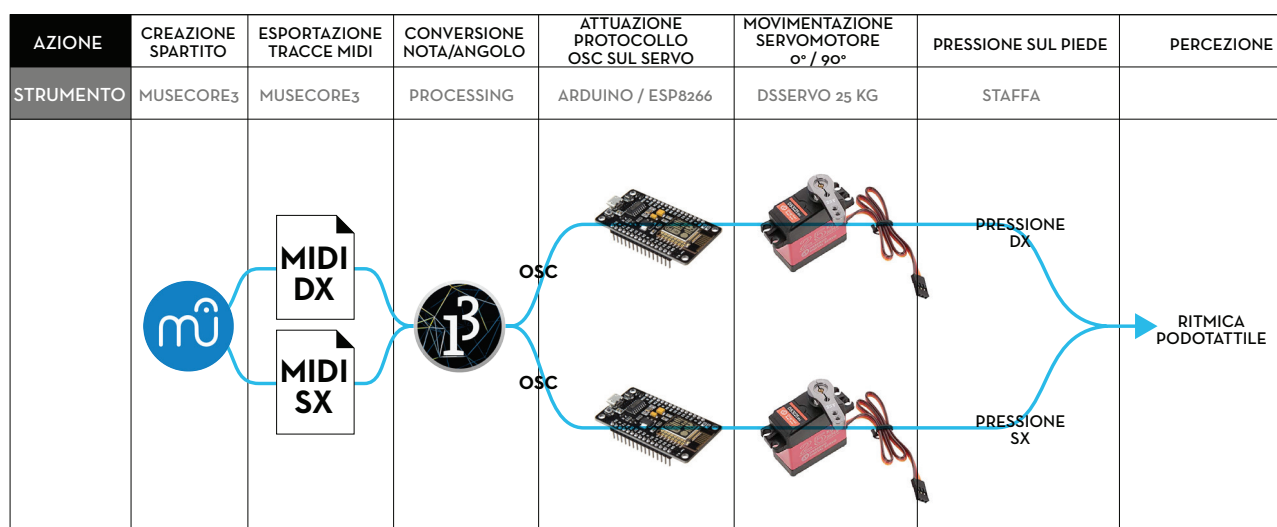 AZIONE
CREAZIONE
SPARTITO
ESPORTAZIONE
TRACCE MIDI
CONVERSIONE
NOTA/ANGOLO
ATTUAZIONE
PROTOCOLLO
OSC SUL SERVO
MOVIMENTAZIONE
SERVOMOTORE
0° / 90°
PRESSIONE SUL PIEDE
PERCEZIONE
STRUMENTO
MUSECORE3
MUSECORE3
PROCESSING
ARDUINO / ESP8266
DSSERVO 25 KG
STAFFA
MIDI
DX
MIDI
SX
mu
3
OSC
OSC
PRESSIONE
DX
PRESSIONE
SX
RITMICA
PODOTATTILE